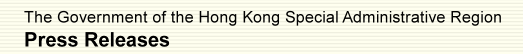 The Government of the Hong Kong Special Administrative Region
Press Releases